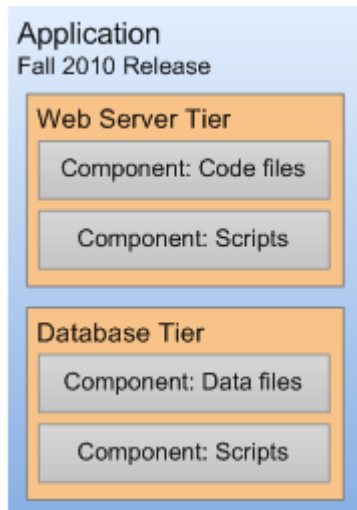 Application
Fall 2010 Release
Web Server Tier
Component: Code files
Component: Scripts
Database Tier
Component: Data files
Component: Scripts